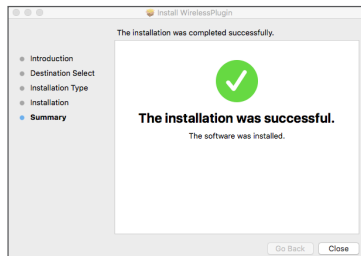 Install WirelessPlugin
The installation was completed successfully.
Introduction
Destination Select
Installation Type
Installation
Summary
The installation was successful.
The software was installed.
Go Back
Close